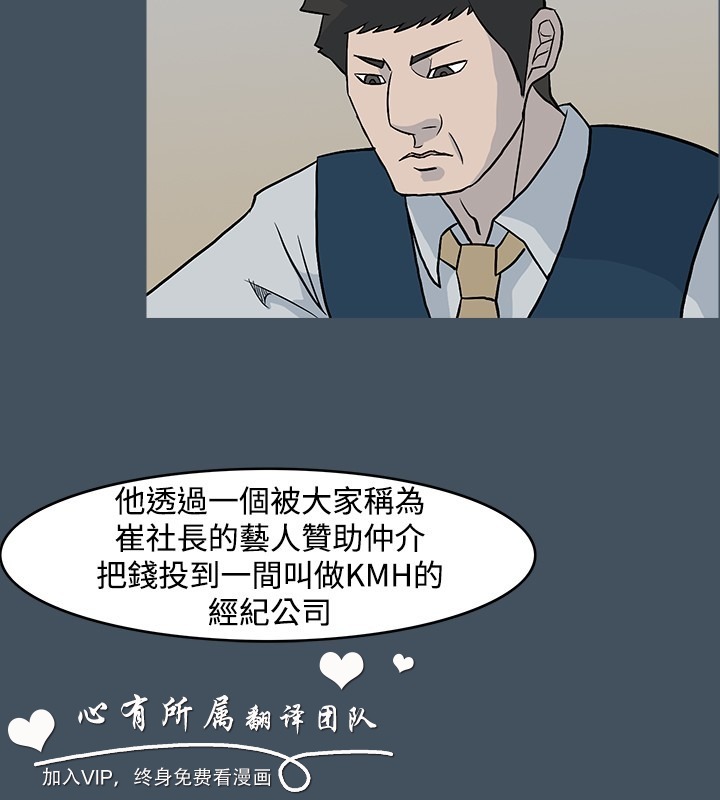 他透過一個被大家稱為
崔社長的藝人贊助仲介
把錢投到一間叫做KMH的
經紀公司
心有所属翻译团队
加入VIP，终身免费看漫画